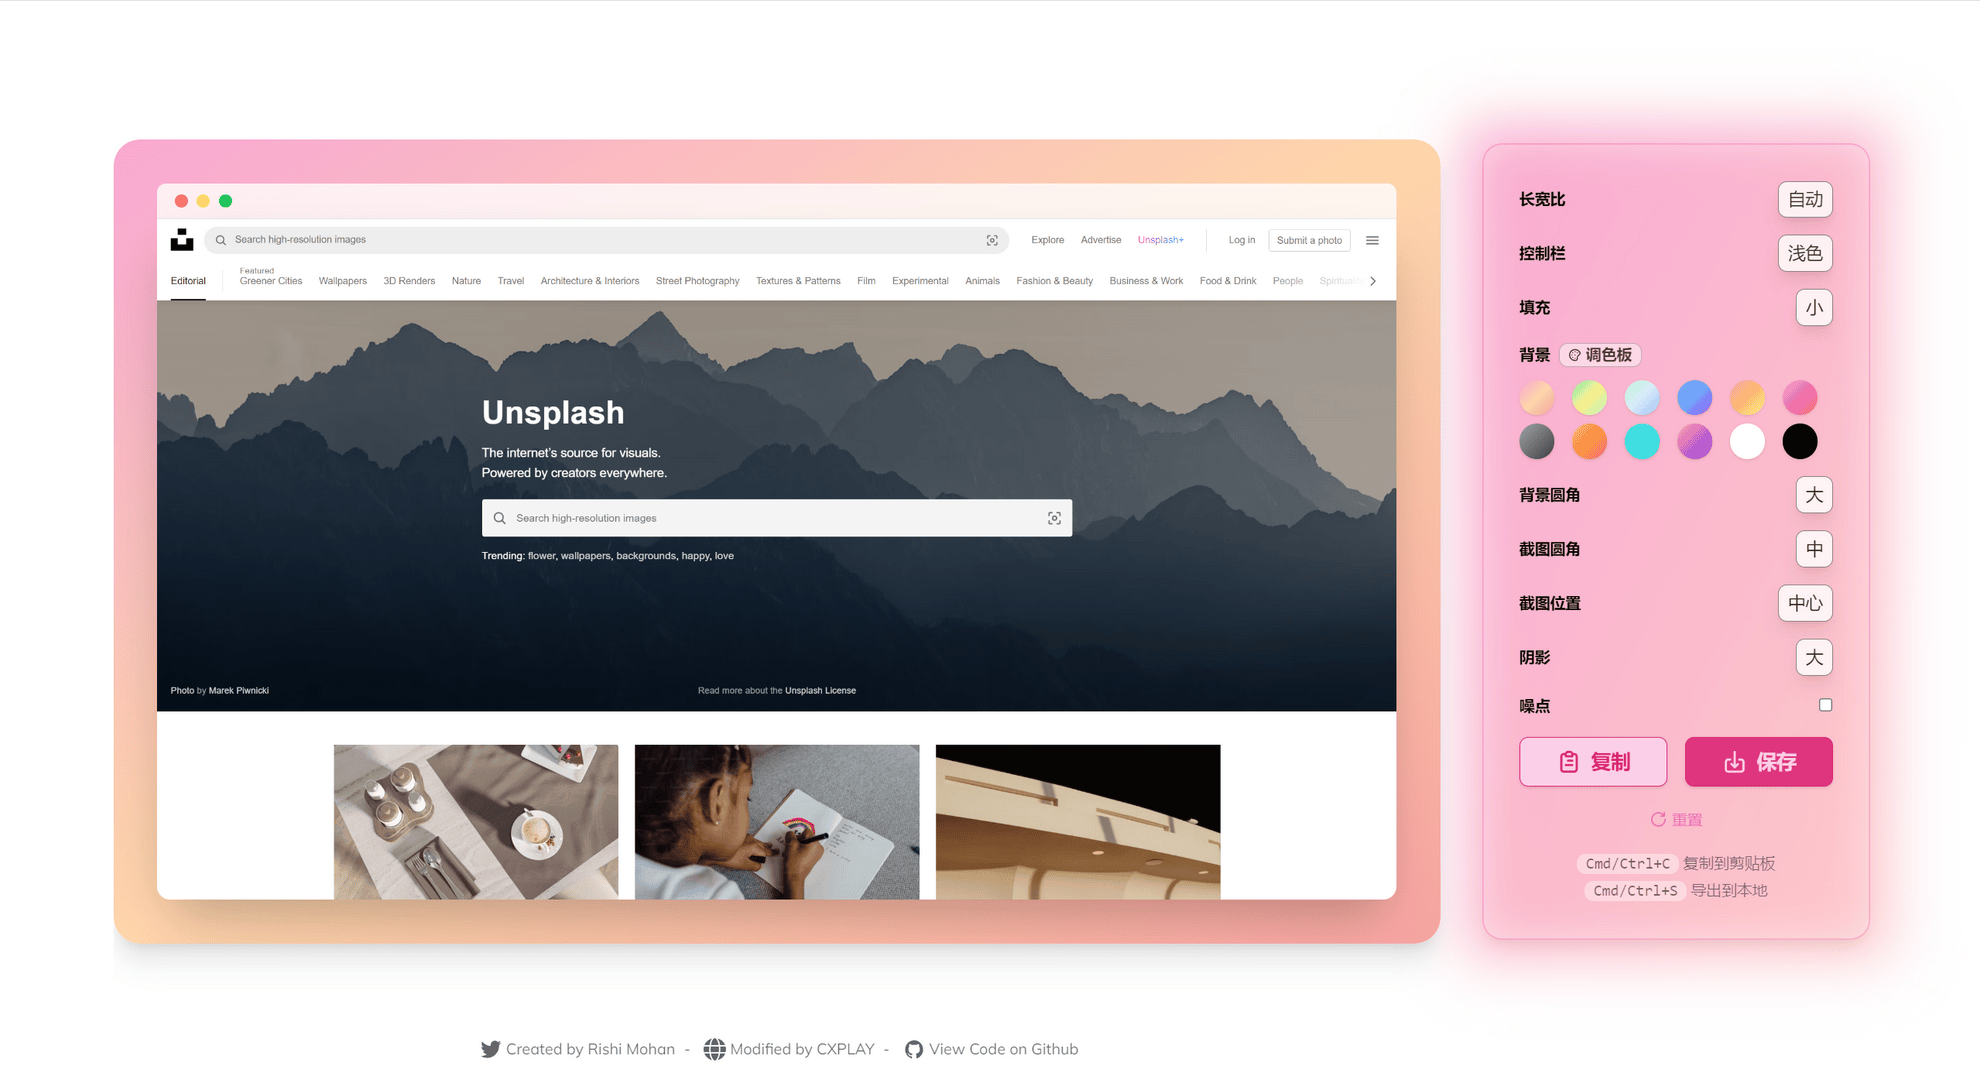 Search high-resolution images
Explore
Advertise
Unsplash+
Log in
Submit a photo
Editorial
Featured
Greener Cities
Wallpapers
3D Renders
Nature
Travel
Architecture & Interiors
Street Photography
Textures & Patterns
Film
Experimental
Animals
Fashion & Beauty
Business & Work
Food & Drink
People
Unsplash
The internet's source for visuals.
Powered by creators everywhere.
Search high-resolution images
Trending: flower, wallpapers, backgrounds, happy, love
Photo by Marek Piwnicki
Read more about the Unsplash License
长宽比
自动
控制栏
浅色
填充
小
背景
调色板
背景圆角
大
截图圆角
中
截图位置
中心
阴影
大
噪点
复制
保存
重置
Cmd/Ctrl+C 复制到剪贴板
Cmd/Ctrl+S 导出到本地
Created by Rishi Mohan - Modified by CXPLAY - View Code on Github